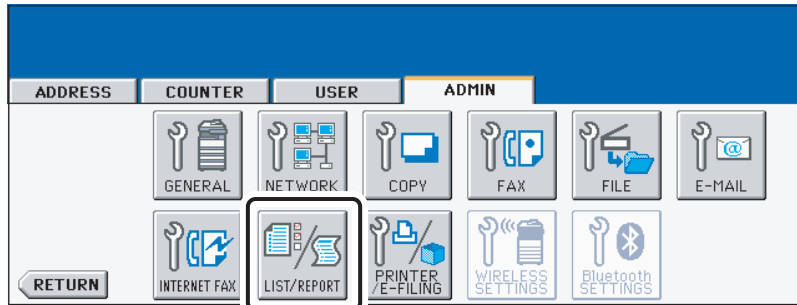 ADDRESS COUNTER USER ADMIN
GENERAL NETWORK COPY FAX FILE E-MAIL
@
INTERNET FAX LIST/REPORT PRINTER
/E-FILING WIRELESS
SETTINGS Bluetooth
SETTINGS
RETURN